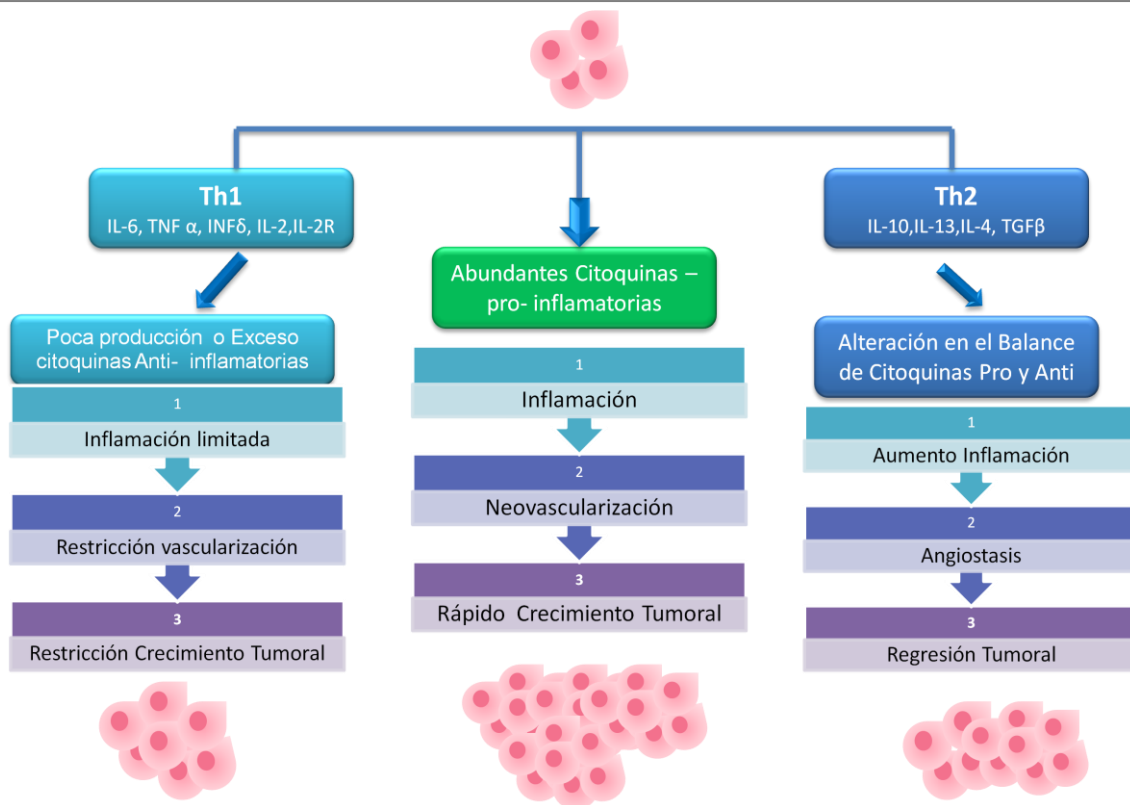 Th1
IL-6, TNF α, INFδ, IL-2,IL-2R
Poca producción o Exceso
citoquinas Anti- inflamatorias
1
Inflamación limitada
2
Restricción vascularización
3
Restricción Crecimiento Tumoral
Abundantes Citoquinas –
pro- inflamatorias
1
Inflamación
2
Neovascularización
3
Rápido Crecimiento Tumoral
Th2
IL-10,IL-13,IL-4, TGFβ
Alteración en el Balance
de Citoquinas Pro y Anti
1
Aumento Inflamación
2
Angiostasis
3
Regresión Tumoral